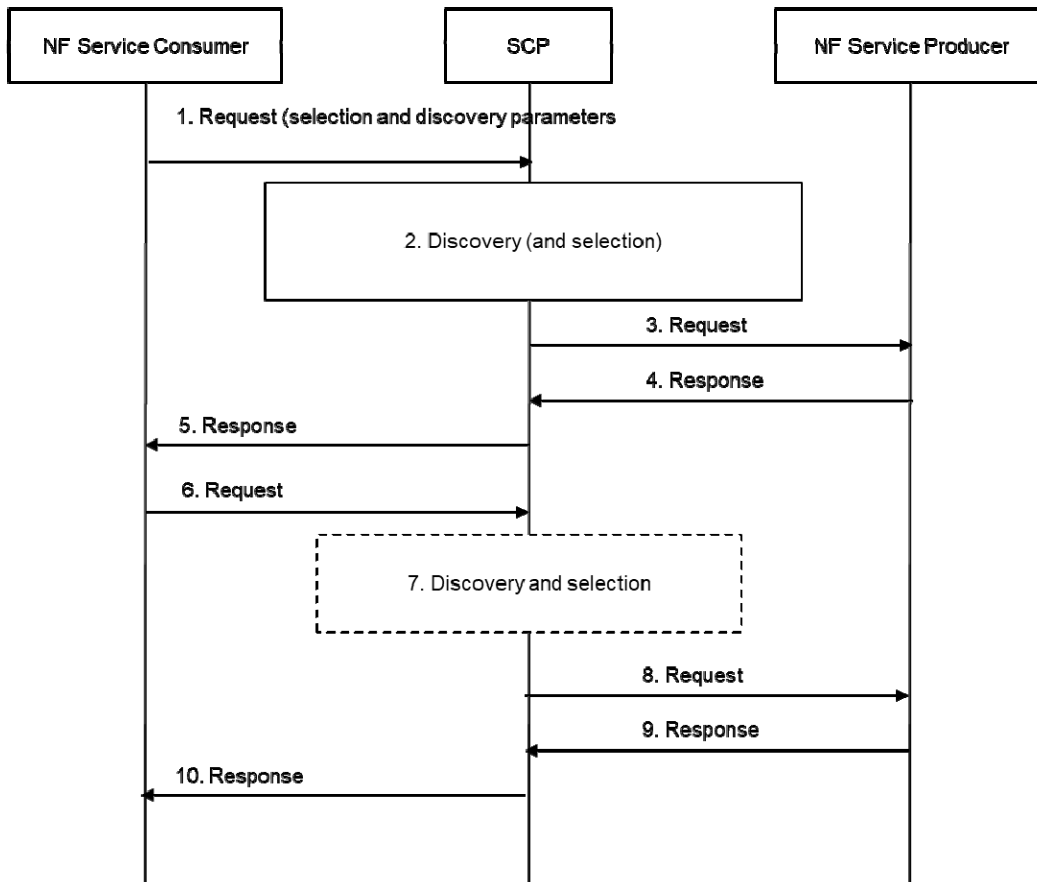 NF Service Consumer
SCP
NF Service Producer
1. Request (selection and discovery parameters
2. Discovery (and selection)
3. Request
4. Response
5. Response
6. Request
7. Discovery and selection
8. Request
9. Response
10. Response